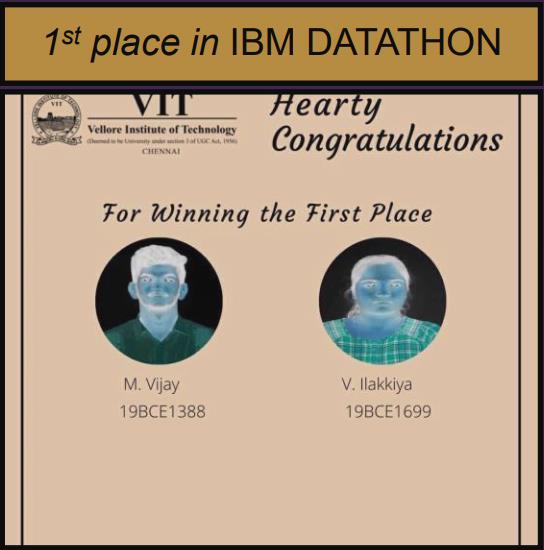 1st place in IBM DATATHON
VIT
Vellore Institute of Technology
(Deemed to be University under section 3 of UGC Act, 1956)
CHENNAI
Hearty
Congratulations
For Winning the First Place
M. Vijay
19BCE1388
V. Ilakkiya
19BCE1699